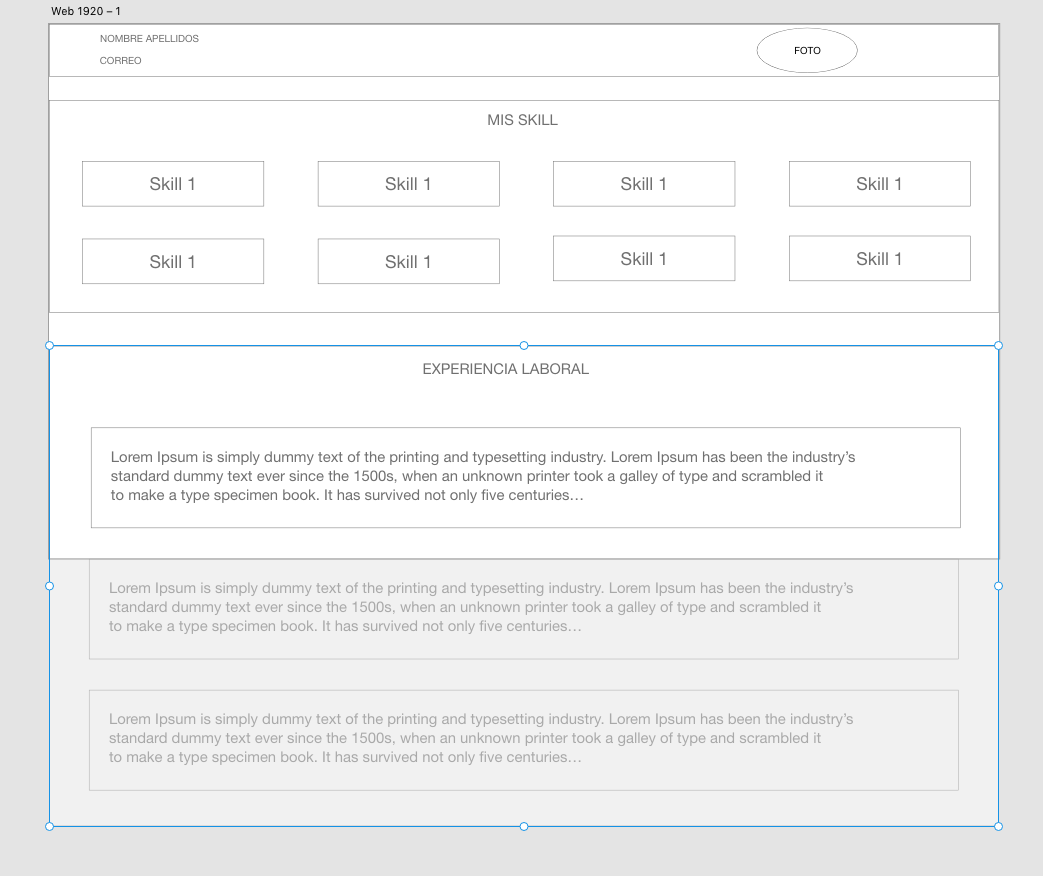 Web 1920 – 1
NOMBRE APELLIDOS
CORREO
FOTO
MIS SKILL
Skill 1 Skill 1 Skill 1 Skill 1
Skill 1 Skill 1 Skill 1 Skill 1
EXPERIENCIA LABORAL
Lorem Ipsum is simply dummy text of the printing and typesetting industry. Lorem Ipsum has been the industry’s
standard dummy text ever since the 1500s, when an unknown printer took a galley of type and scrambled it
to make a type specimen book. It has survived not only five centuries…
Lorem Ipsum is simply dummy text of the printing and typesetting industry. Lorem Ipsum has been the industry’s
standard dummy text ever since the 1500s, when an unknown printer took a galley of type and scrambled it
to make a type specimen book. It has survived not only five centuries…
Lorem Ipsum is simply dummy text of the printing and typesetting industry. Lorem Ipsum has been the industry’s
standard dummy text ever since the 1500s, when an unknown printer took a galley of type and scrambled it
to make a type specimen book. It has survived not only five centuries…